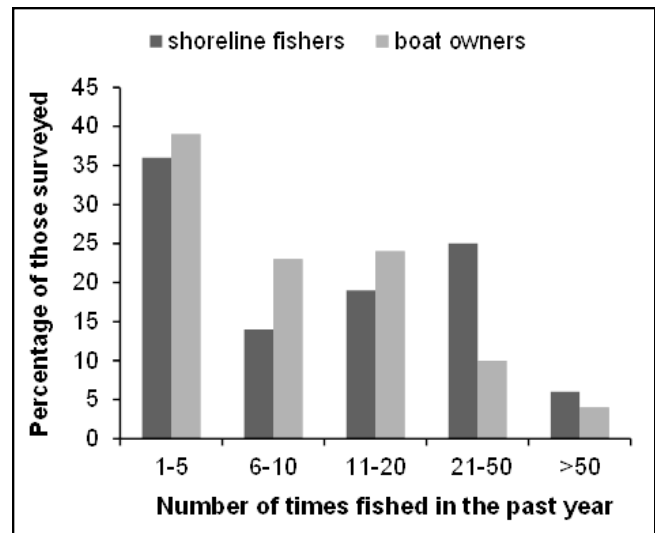 shoreline fishers boat owners
Percentage of those surveyed
45
40
35
30
25
20
15
10
5
0
1-5 6-10 11-20 21-50 >50
Number of times fished in the past year